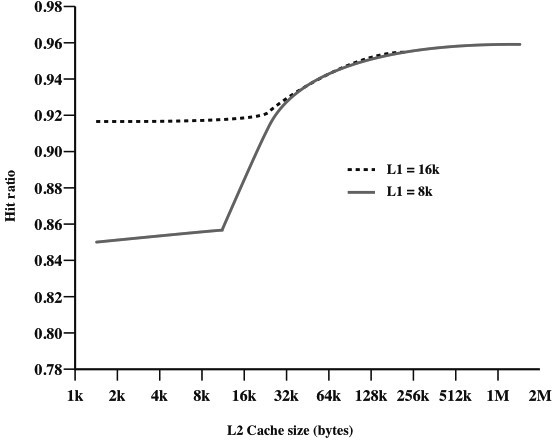 0.98
0.96
0.94
0.92
0.90
0.88
0.86
0.84
0.82
0.80
0.78
Hit ratio
L1 = 16k
L1 = 8k
1k 2k 4k 8k 16k 32k 64k 128k 256k 512k 1M 2M
L2 Cache size (bytes)